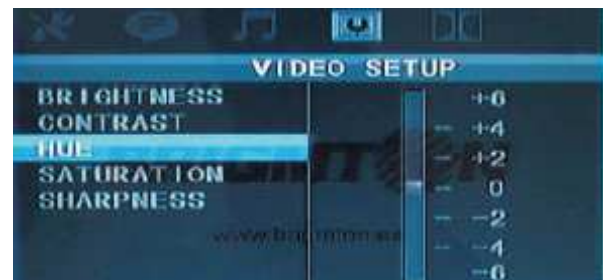 VIDEO SETUP
BRIGHTNESS
CONTRAST
HUE
SATURATION
SHARPNESS
+6
+4
+2
0
-2
-4
-6